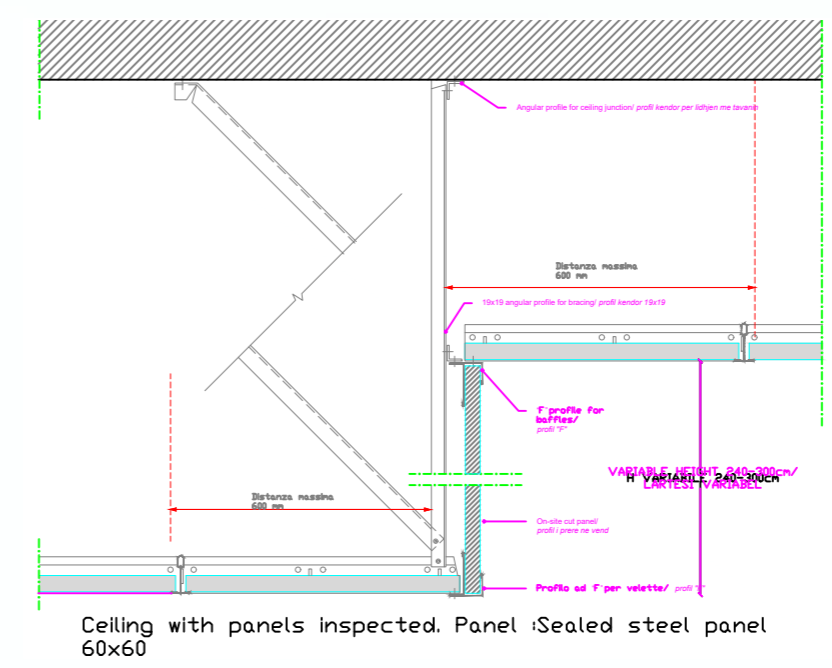 Angular profile for ceiling junction/ profil kendor per lidhjen me tavanin
Distanza massima
600 mm
19x19 angular profile for bracing/ profil kendor 19x19
"F"profile for
baffles/
profil "F"
VARIABLE HEIGHT 240-300cm/
H VARIABILE 240-300cm
LARTESI VARIABEL
Distanza massima
600 mm
On-site cut panel/
profil i prere ne vend
Profilo ad "F"per velette/ profil "F"
Ceiling with panels inspected. Panel :Sealed steel panel
60x60